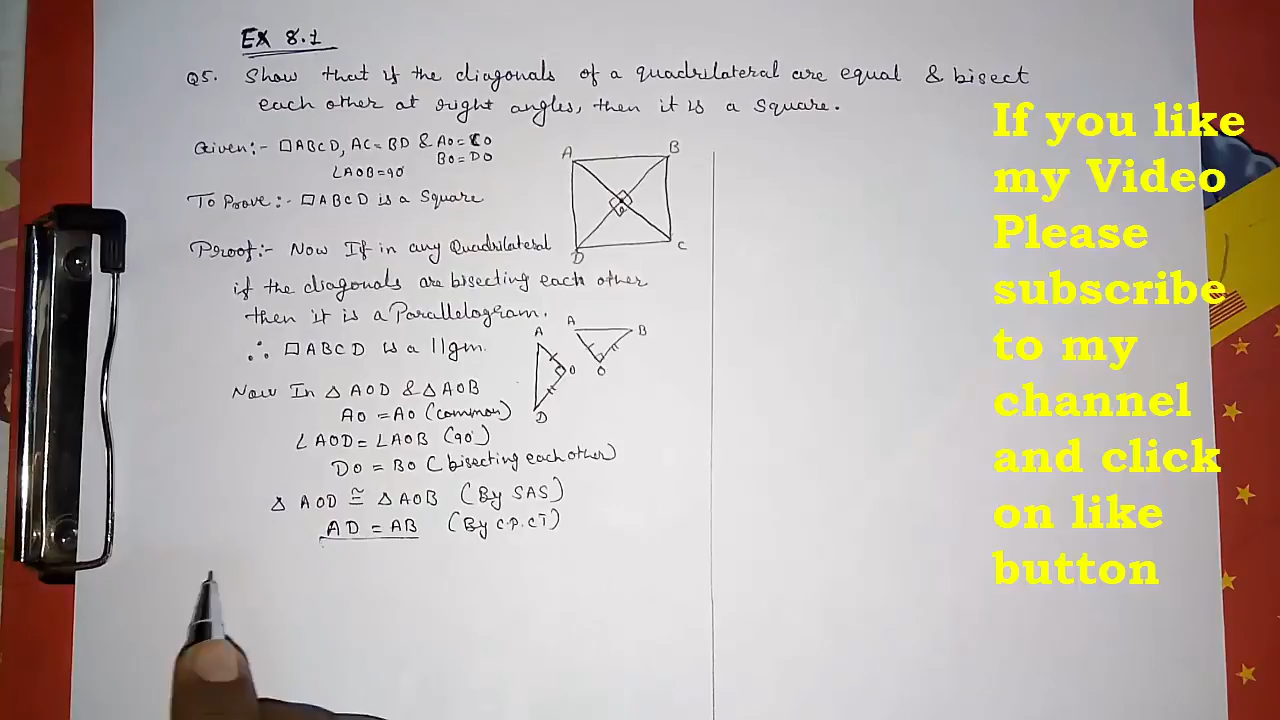 EX 8.1
Q5. Show that if the diagonals of a quadrilateral are equal & bisect
each other at right angles, then it is a square.
Given:- □ABCD, AC=BD & AO=CO
BO=DO
∠AOB=90°
To Prove:- □ABCD is a Square
A
B
O
D
C
Proof:- Now If in any Quadrilateral
if the diagonals are bisecting each other
then it is a Parallelogram.
∴ □ABCD is a ||gm.
A
O
D
A
B
O
Now In △ AOD & △AOB
AO = AO (common)
∠AOD = ∠AOB (90°)
DO = BO (bisecting each other)
△ AOD ≅ △AOB (By SAS)
AD = AB (By C.P.CT)
If you like
my Video
Please
subscribe
to my
channel
and click
on like
button